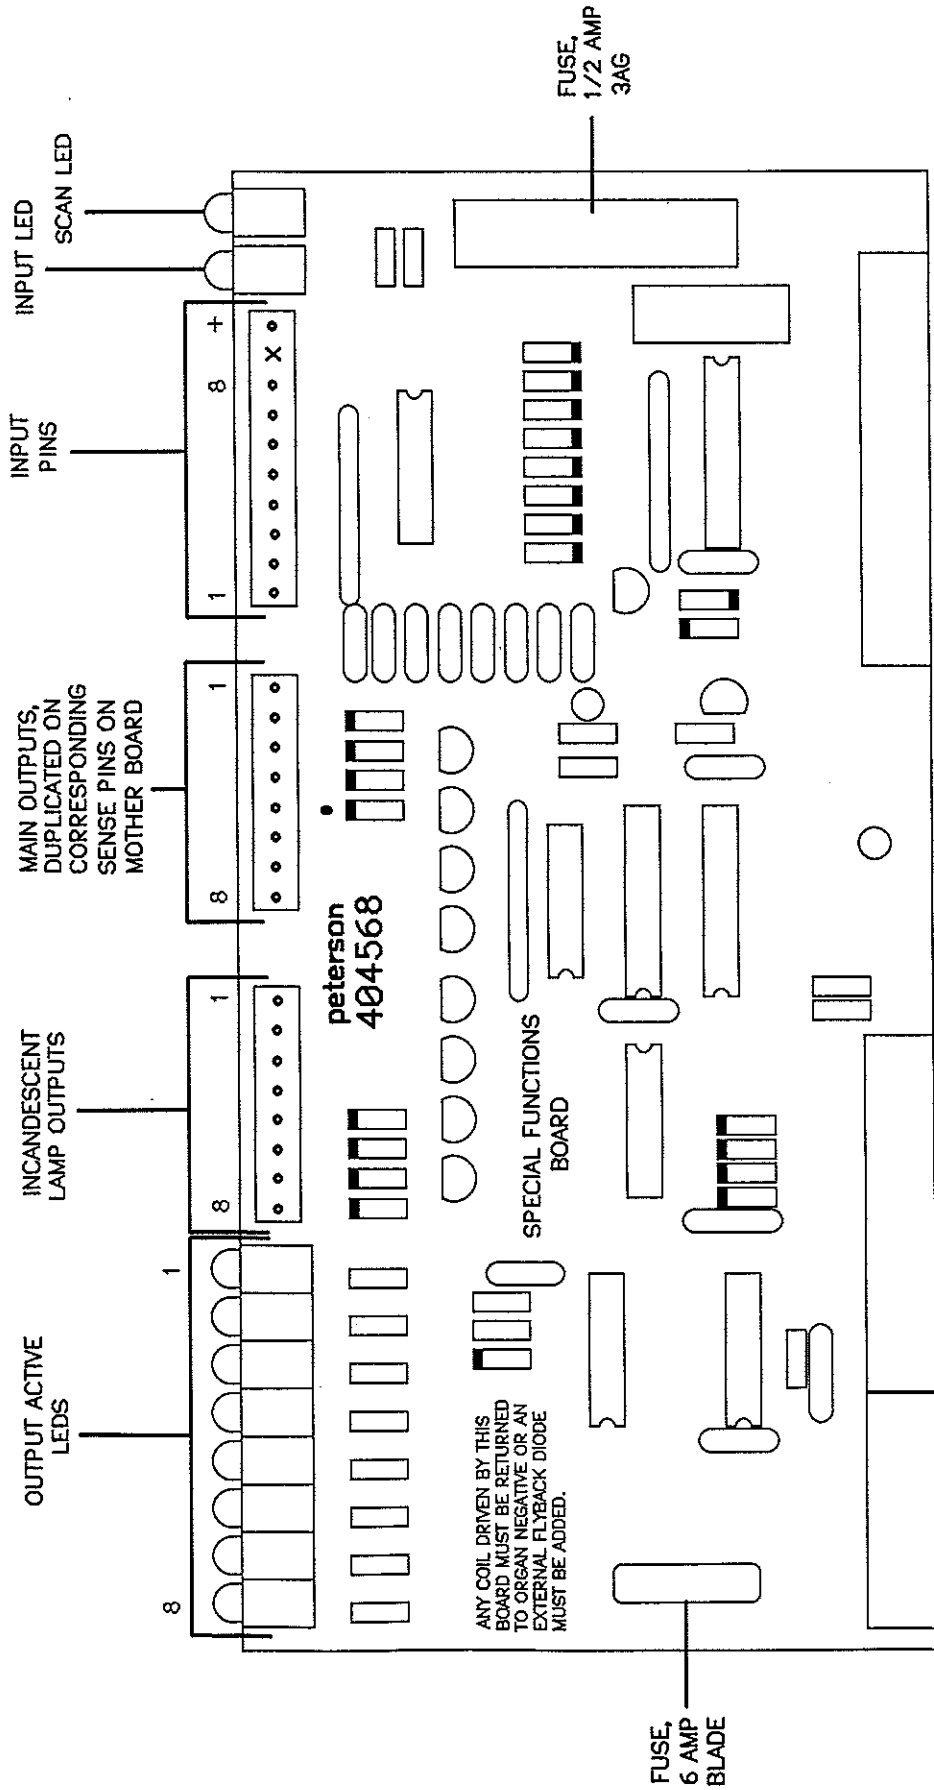 OUTPUT ACTIVE
LEDS
8
1
INCANDESCENT
LAMP OUTPUTS
8
1
MAIN OUTPUTS,
DUPLICATED ON
CORRESPONDING
SENSE PINS ON
MOTHER BOARD
8
1
INPUT
PINS
1
8
+
X
INPUT LED
SCAN LED
peterson
404568
SPECIAL FUNCTIONS
BOARD
ANY COIL DRIVEN BY THIS
BOARD MUST BE RETURNED
TO ORGAN NEGATIVE OR AN
EXTERNAL FLYBACK DIODE
MUST BE ADDED.
FUSE,
6 AMP
BLADE
FUSE,
1/2 AMP
3AG